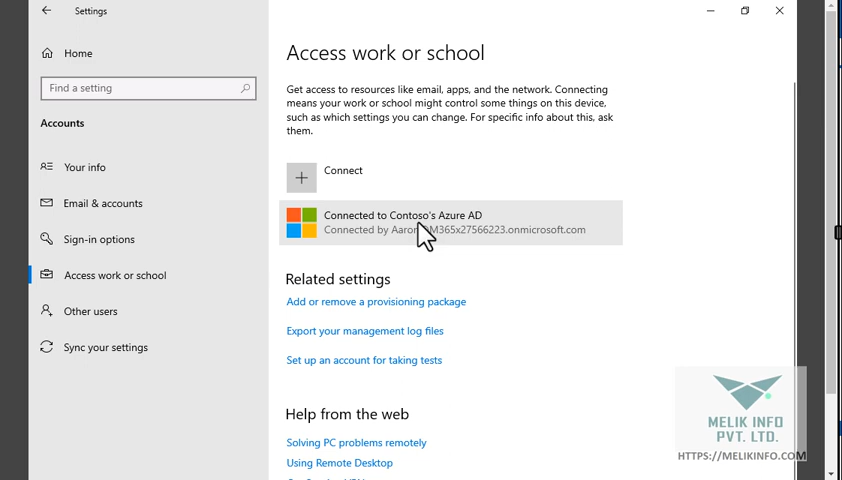 Settings
Home
Find a setting
Accounts
Your info
Email & accounts
Sign-in options
Access work or school
Other users
Sync your settings
Access work or school
Get access to resources like email, apps, and the network. Connecting
means your work or school might control some things on this device,
such as which settings you can change. For specific info about this, ask
them.
Connect
Connected to Contoso's Azure AD
Connected by Aaron M365x27566223.onmicrosoft.com
Related settings
Add or remove a provisioning package
Export your management log files
Set up an account for taking tests
Help from the web
Solving PC problems remotely
Using Remote Desktop
MELIK INFO
PVT. LTD.
HTTPS://MELIKINFO.COM